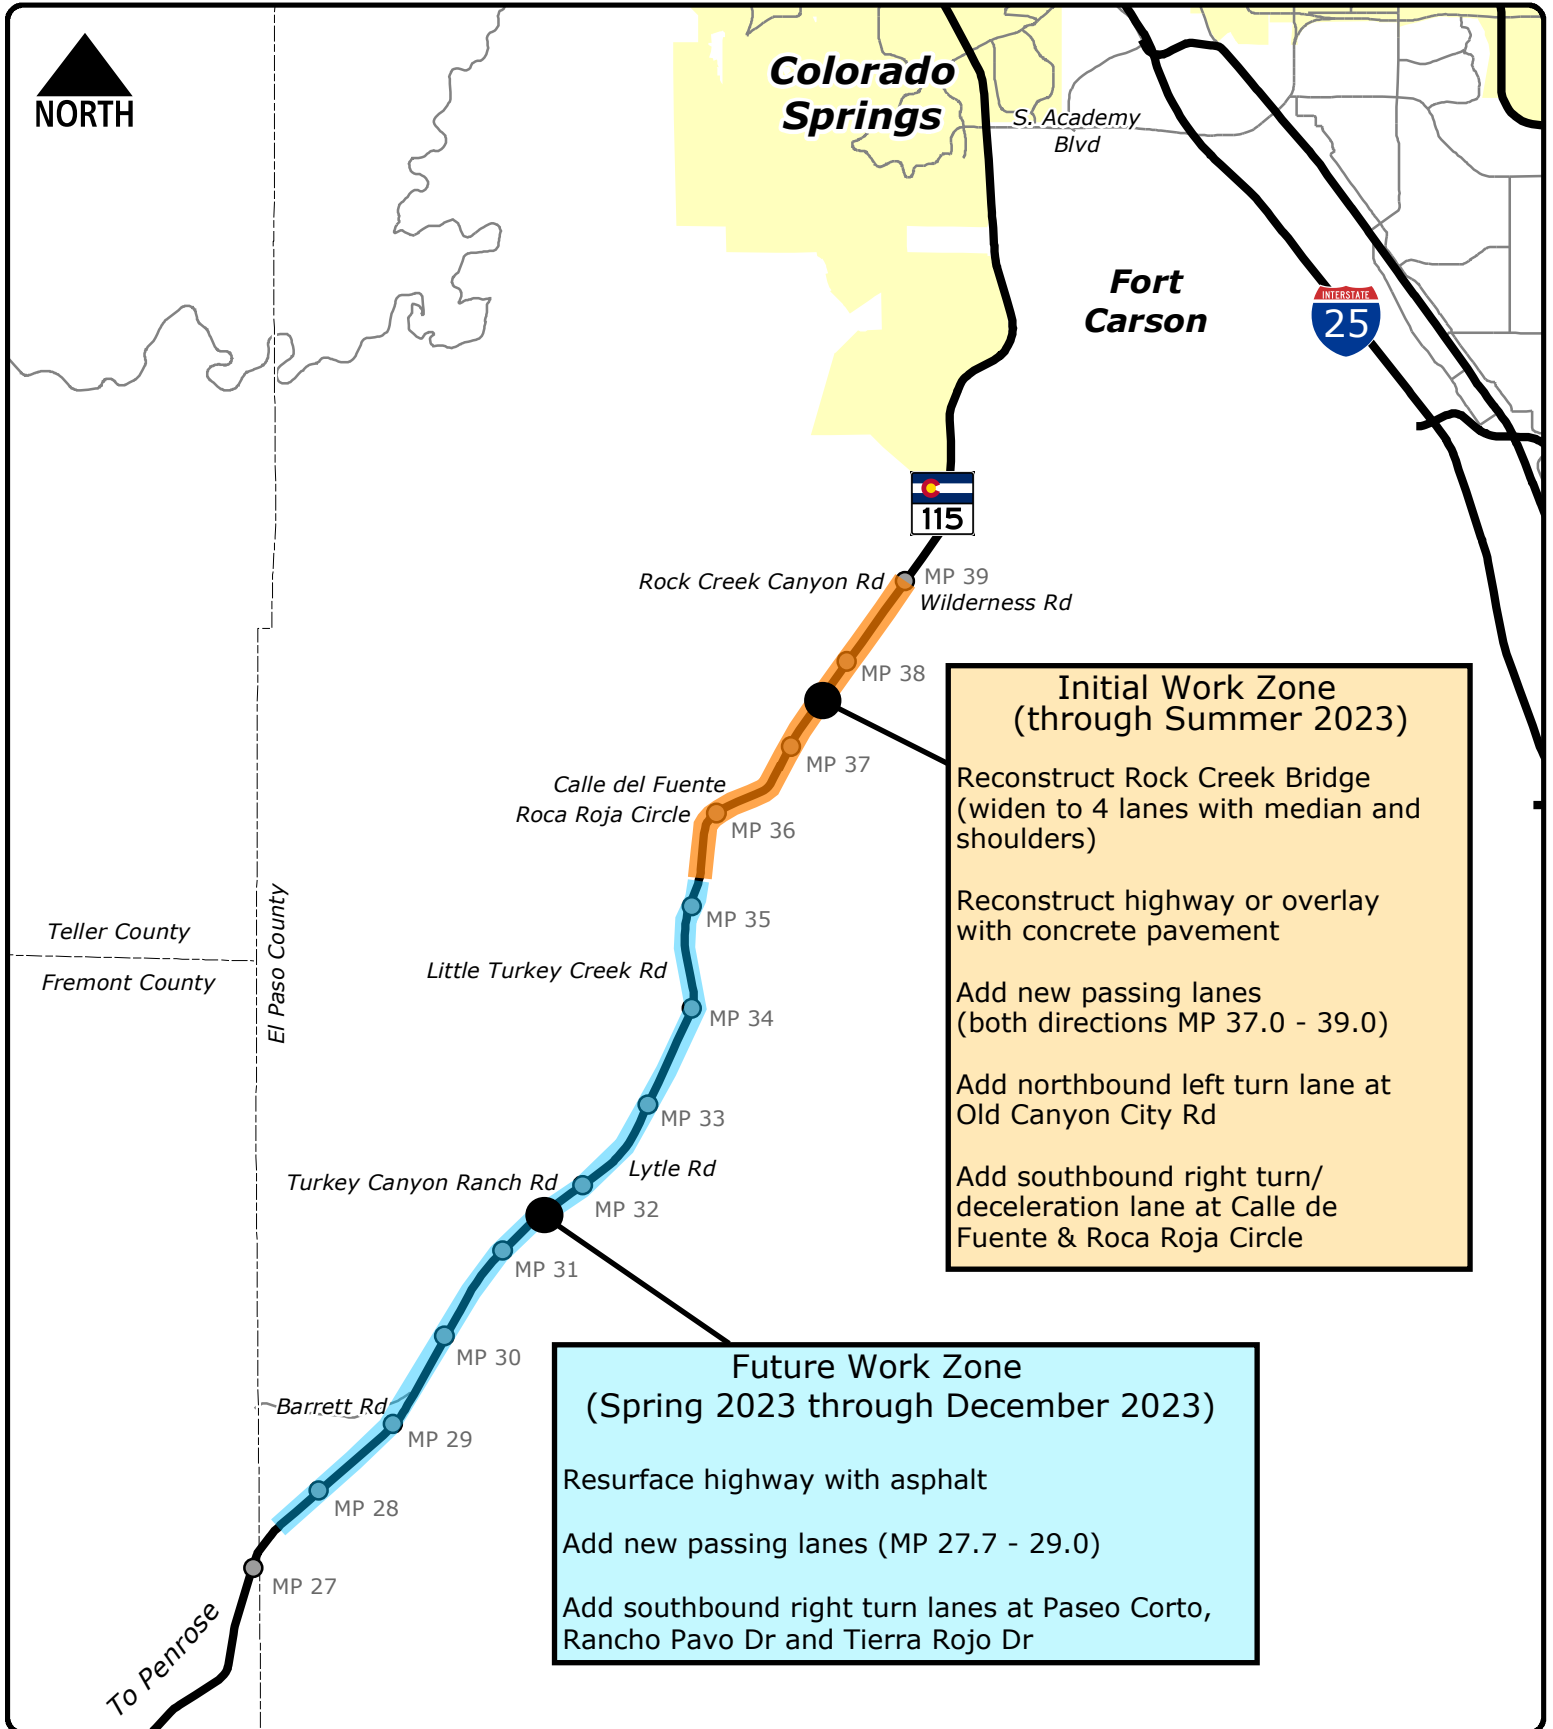 NORTH
Colorado
Springs
S. Academy
Blvd
Fort
Carson
INTERSTATE
25
115
Rock Creek Canyon Rd
MP 39
Wilderness Rd
MP 38
MP 37
Calle del Fuente
Roca Roja Circle
MP 36
MP 35
Teller County
Fremont County
El Paso County
Little Turkey Creek Rd
MP 34
MP 33
Lytle Rd
Turkey Canyon Ranch Rd
MP 32
MP 31
MP 30
Barrett Rd
MP 29
MP 28
MP 27
To Penrose
Initial Work Zone
(through Summer 2023)
Reconstruct Rock Creek Bridge
(widen to 4 lanes with median and
shoulders)
Reconstruct highway or overlay
with concrete pavement
Add new passing lanes
(both directions MP 37.0 - 39.0)
Add northbound left turn lane at
Old Canyon City Rd
Add southbound right turn/
deceleration lane at Calle de
Fuente & Roca Roja Circle
Future Work Zone
(Spring 2023 through December 2023)
Resurface highway with asphalt
Add new passing lanes (MP 27.7 - 29.0)
Add southbound right turn lanes at Paseo Corto,
Rancho Pavo Dr and Tierra Rojo Dr